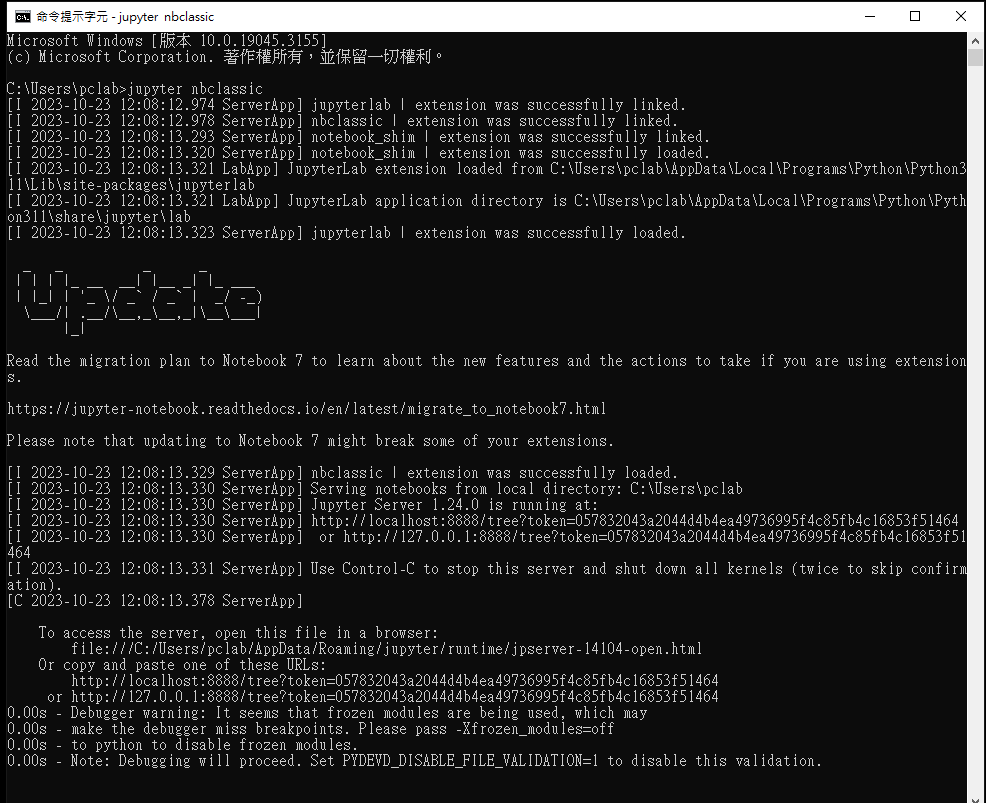 命令提示字元 - jupyter nbclassic
Microsoft Windows [版本 10.0.19045.3155]
(c) Microsoft Corporation. 著作權所有，並保留一切權利。
C:\Users\pclab>jupyter nbclassic
[I 2023-10-23 12:08:12.974 ServerApp] jupyterlab | extension was successfully linked.
[I 2023-10-23 12:08:12.978 ServerApp] nbclassic | extension was successfully linked.
[I 2023-10-23 12:08:13.293 ServerApp] notebook_shim | extension was successfully linked.
[I 2023-10-23 12:08:13.320 ServerApp] notebook_shim | extension was successfully loaded.
[I 2023-10-23 12:08:13.321 LabApp] JupyterLab extension loaded from C:\Users\pclab\AppData\Local\Programs\Python\Python3
11\Lib\site-packages\jupyterlab
[I 2023-10-23 12:08:13.321 LabApp] JupyterLab application directory is C:\Users\pclab\AppData\Local\Programs\Python\Pyth
on311\share\jupyter\lab
[I 2023-10-23 12:08:13.323 ServerApp] jupyterlab | extension was successfully loaded.
Update
Read the migration plan to Notebook 7 to learn about the new features and the actions to take if you are using extension
s.
https://jupyter-notebook.readthedocs.io/en/latest/migrate_to_notebook7.html
Please note that updating to Notebook 7 might break some of your extensions.
[I 2023-10-23 12:08:13.329 ServerApp] nbclassic | extension was successfully loaded.
[I 2023-10-23 12:08:13.330 ServerApp] Serving notebooks from local directory: C:\Users\pclab
[I 2023-10-23 12:08:13.330 ServerApp] Jupyter Server 1.24.0 is running at:
[I 2023-10-23 12:08:13.330 ServerApp] http://localhost:8888/tree?token=057832043a2044d4b4ea49736995f4c85fb4c16853f51464
[I 2023-10-23 12:08:13.330 ServerApp]  or http://127.0.0.1:8888/tree?token=057832043a2044d4b4ea49736995f4c85fb4c16853f51
464
[I 2023-10-23 12:08:13.331 ServerApp] Use Control-C to stop this server and shut down all kernels (twice to skip confirm
ation).
[C 2023-10-23 12:08:13.378 ServerApp]
To access the server, open this file in a browser:
file:///C:/Users/pclab/AppData/Roaming/jupyter/runtime/jpserver-14104-open.html
Or copy and paste one of these URLs:
http://localhost:8888/tree?token=057832043a2044d4b4ea49736995f4c85fb4c16853f51464
or http://127.0.0.1:8888/tree?token=057832043a2044d4b4ea49736995f4c85fb4c16853f51464
0.00s - Debugger warning: It seems that frozen modules are being used, which may
0.00s - make the debugger miss breakpoints. Please pass -Xfrozen_modules=off
0.00s - to python to disable frozen modules.
0.00s - Note: Debugging will proceed. Set PYDEVD_DISABLE_FILE_VALIDATION=1 to disable this validation.